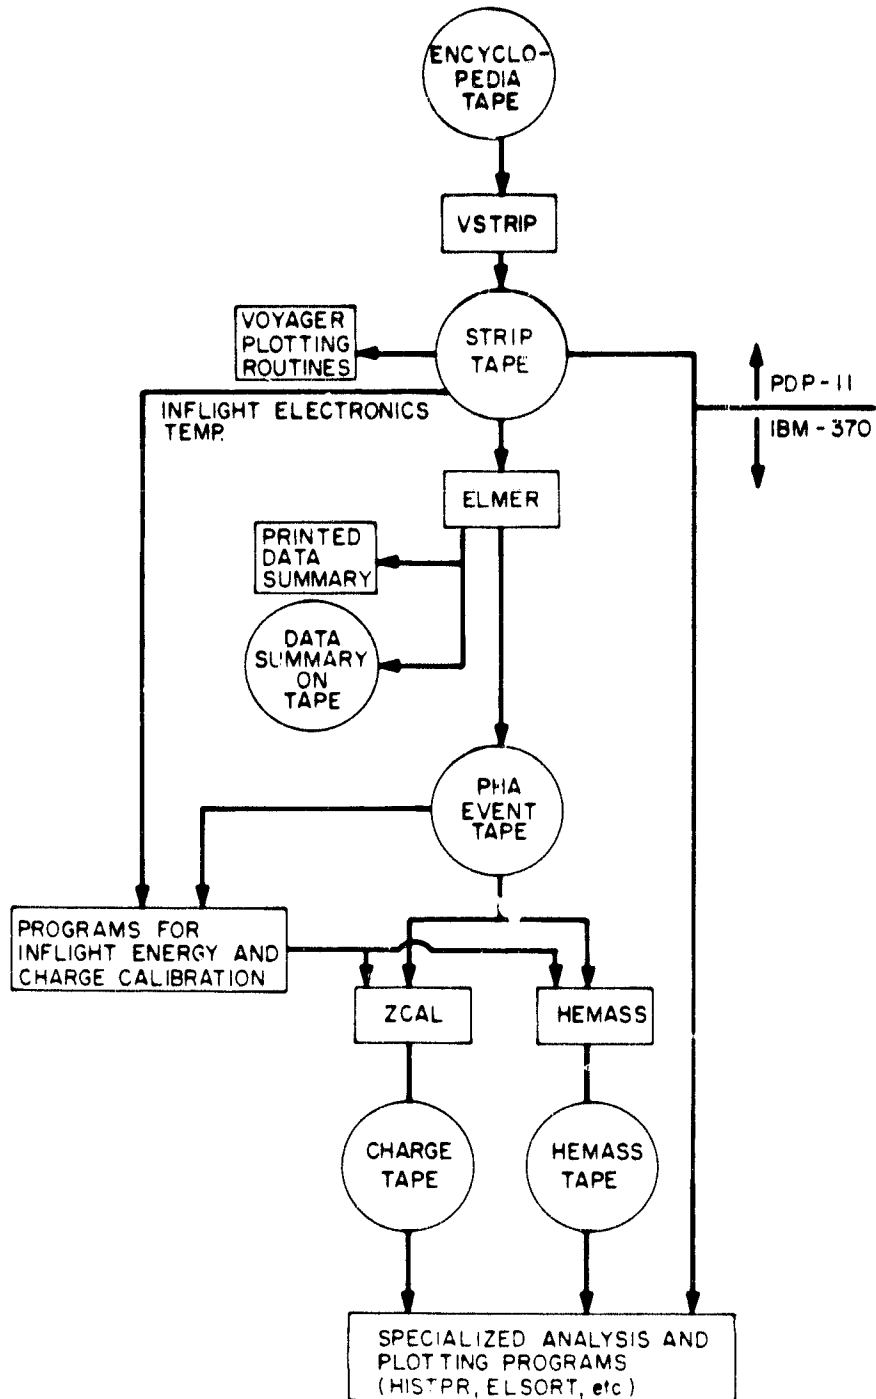 ENCYCLO-
PEDIA
TAPE
VSTRIP
VOYAGER
PLOTTING
ROUTINES
STRIP
TAPE
PDP-11
IBM-370
INFLIGHT ELECTRONICS
TEMP.
ELMER
PRINTED
DATA
SUMMARY
DATA
SUMMARY
ON
TAPE
PHA
EVENT
TAPE
PROGRAMS FOR
INFLIGHT ENERGY AND
CHARGE CALIBRATION
ZCAL
HEMASS
CHARGE
TAPE
HEMASS
TAPE
SPECIALIZED ANALYSIS AND
PLOTTING PROGRAMS
(HISTPR, ELSORT, etc)